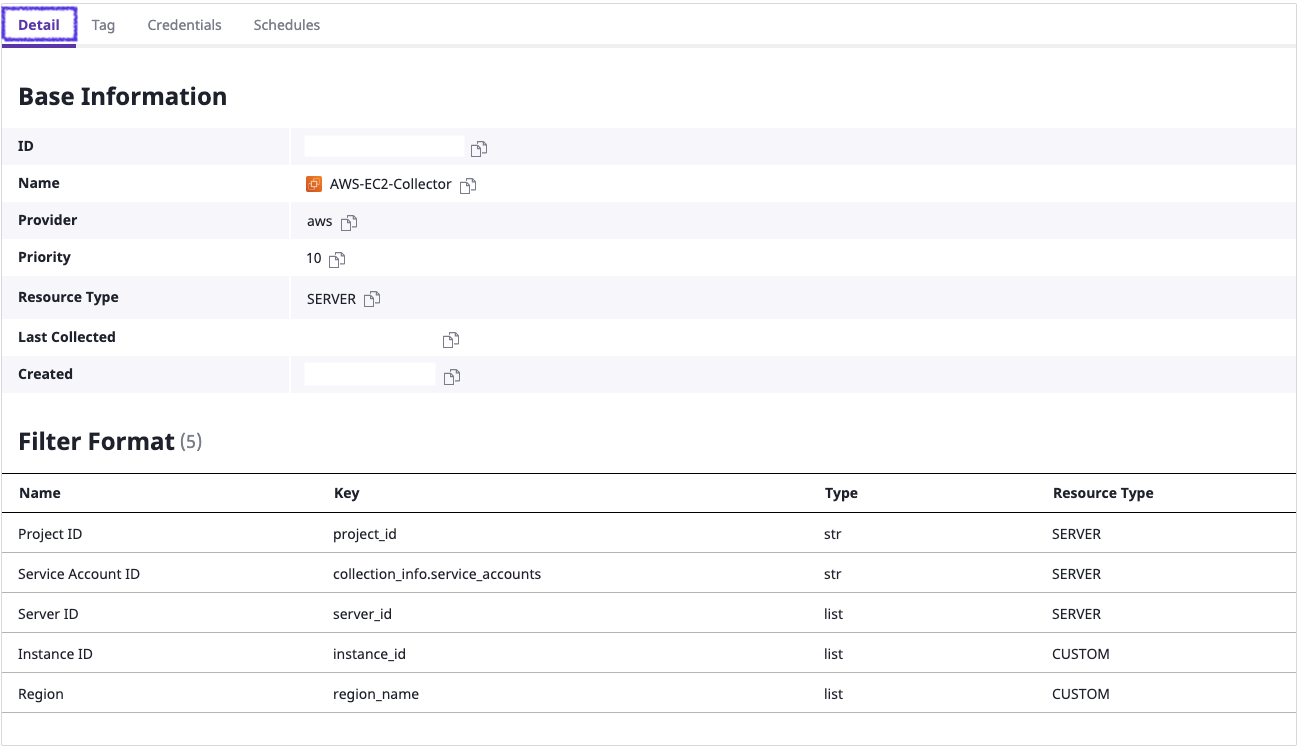 Detail Tag Credentials Schedules
Base Information
ID
Name AWS-EC2-Collector
Provider aws
Priority 10
Resource Type SERVER
Last Collected
Created
Filter Format (5)
Name Key Type Resource Type
Project ID project_id str SERVER
Service Account ID collection_info.service_accounts str SERVER
Server ID server_id list SERVER
Instance ID instance_id list CUSTOM
Region region_name list CUSTOM